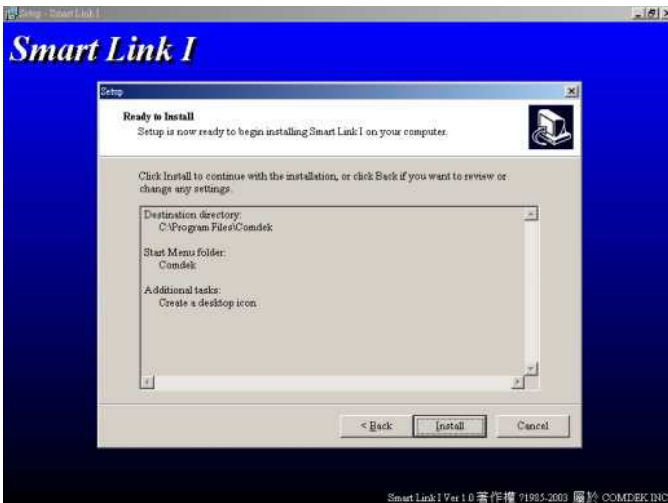 Setup - Smart Link I
Smart Link I
Setup
Ready to Install
Setup is now ready to begin installing Smart Link I on your computer.
Click Install to continue with the installation, or click Back if you want to review or
change any settings.
Destination directory:
C:\Program Files\Comdek
Start Menu folder:
Comdek
Additional tasks:
Create a desktop icon
< Back
Install
Cancel
Smart Link I Ver 1.0 著作權 ?1985-2003 屬於 COMDEK INC